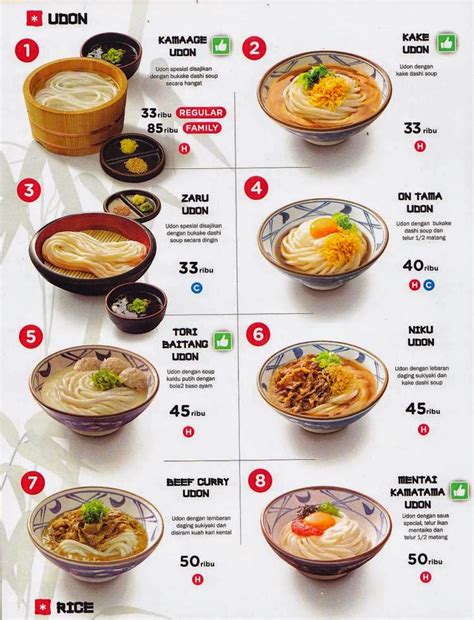 * UDON
1
KAMAAGE
UDON
Udon spesial disajikan
dengan bukake dashi soup
secara hangat
33 ribu REGULAR
85 ribu FAMILY
H
2
KAKE
UDON
Udon dengan
kake dashi soup
33 ribu
H
3
ZARU
UDON
Udon spesial disajikan
dengan bukake dashi
soup secara dingin
33 ribu
C
4
ON TAMA
UDON
Udon dengan bukake
dashi soup dan
telur 1/2 matang
40 ribu
H C
5
TORI
BAITANG
UDON
Udon dengan soup
kaldu putih dengan
bola2 baso ayam
45 ribu
H
6
NIKU
UDON
Udon dengan lebaran
daging sukiyaki dan
kake dashi soup
45 ribu
H
7
BEEF CURRY
UDON
Udon dengan lembaran
daging sukiyaki dan
disiram kuah kari kental
50 ribu
H
8
MENTAI
KAMATAMA
UDON
Udon dengan saus
special, telur ikan
mentaiko dan
telur 1/2 matang
50 ribu
H
* RICE